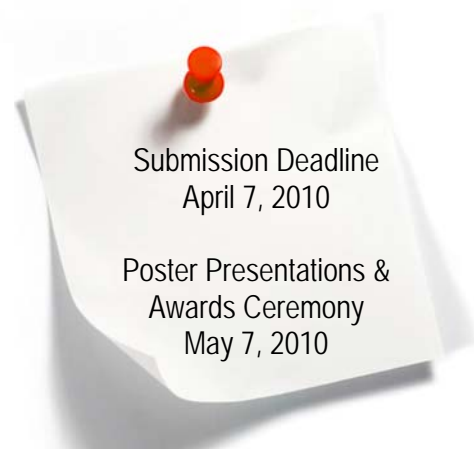 Submission Deadline
April 7, 2010
Poster Presentations &
Awards Ceremony
May 7, 2010